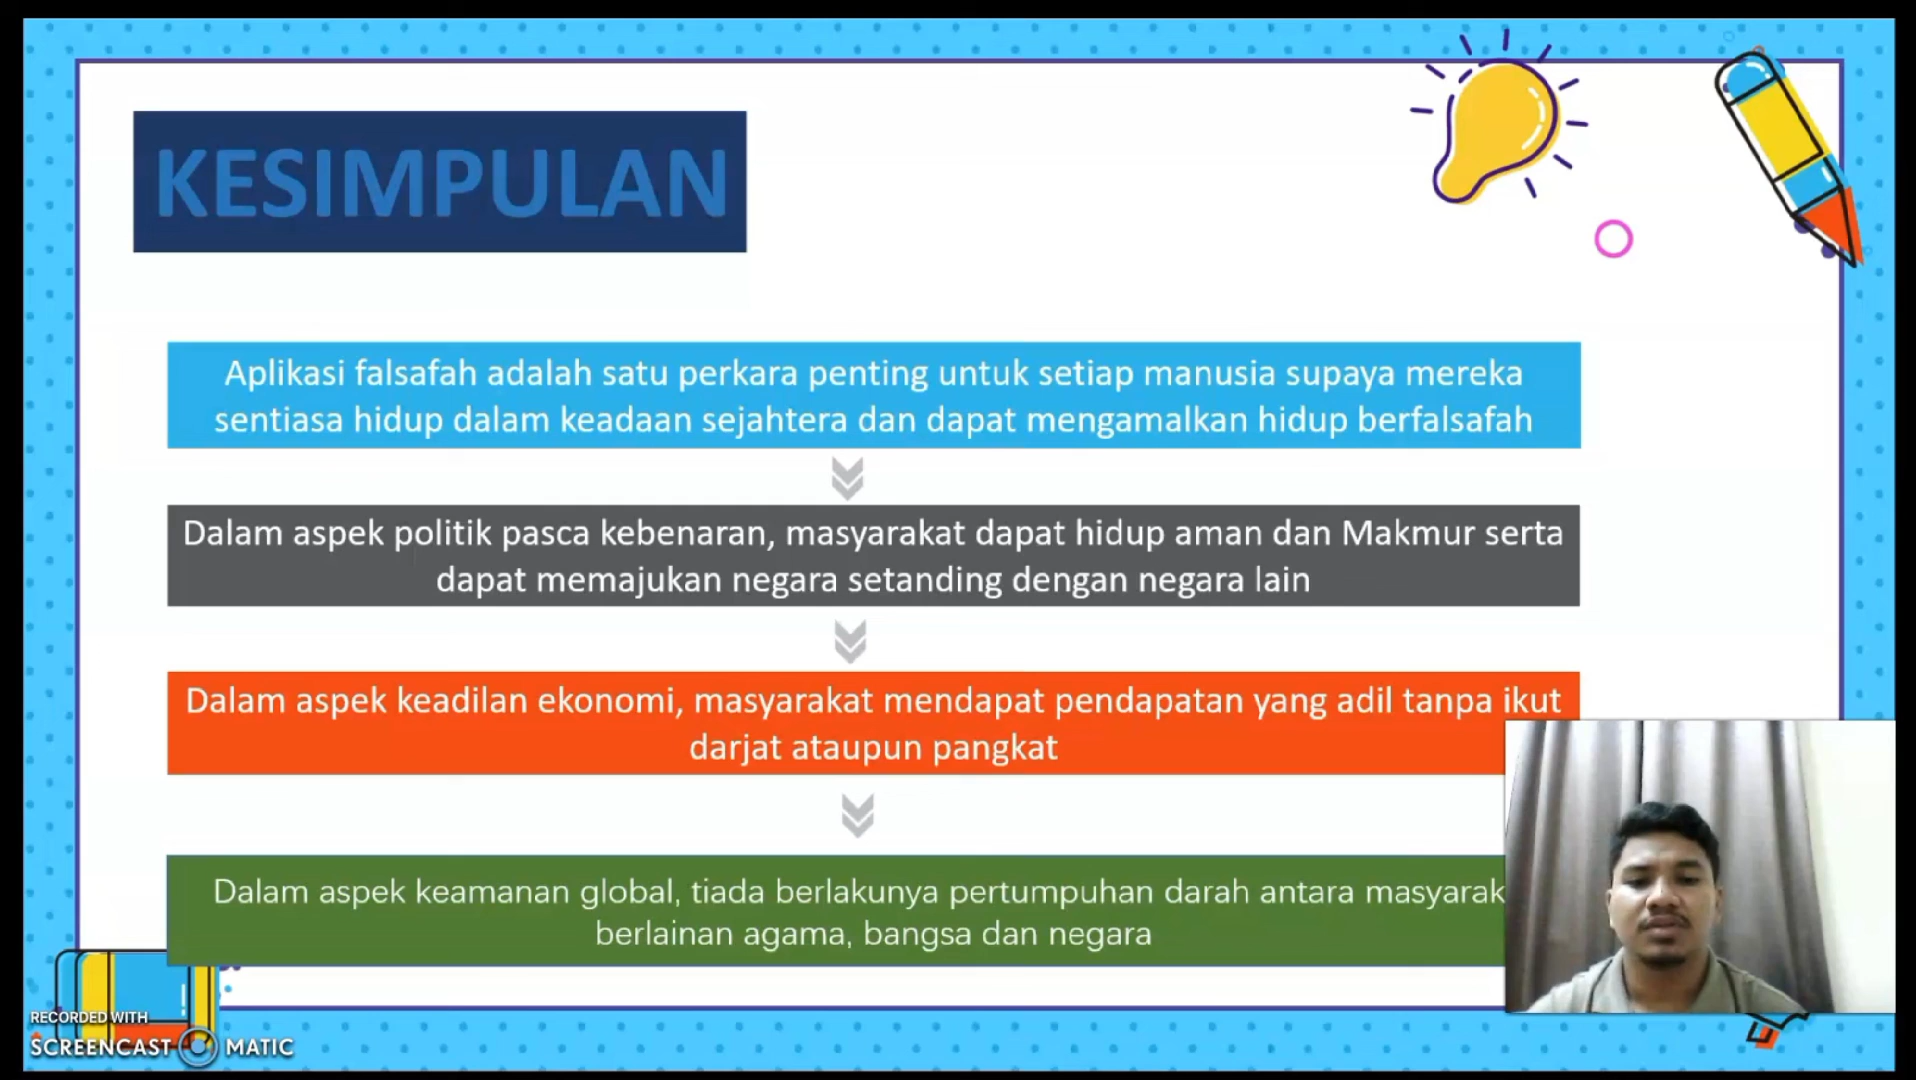 KESIMPULAN
Aplikasi falsafah adalah satu perkara penting untuk setiap manusia supaya mereka
sentiasa hidup dalam keadaan sejahtera dan dapat mengamalkan hidup berfalsafah
Dalam aspek politik pasca kebenaran, masyarakat dapat hidup aman dan Makmur serta
dapat memajukan negara setanding dengan negara lain
Dalam aspek keadilan ekonomi, masyarakat mendapat pendapatan yang adil tanpa ikut
darjat ataupun pangkat
Dalam aspek keamanan global, tiada berlakunya pertumpuhan darah antara
berlainan agama, bangsa dan negara
RECORDED WITH
SCREENCAST MATIC